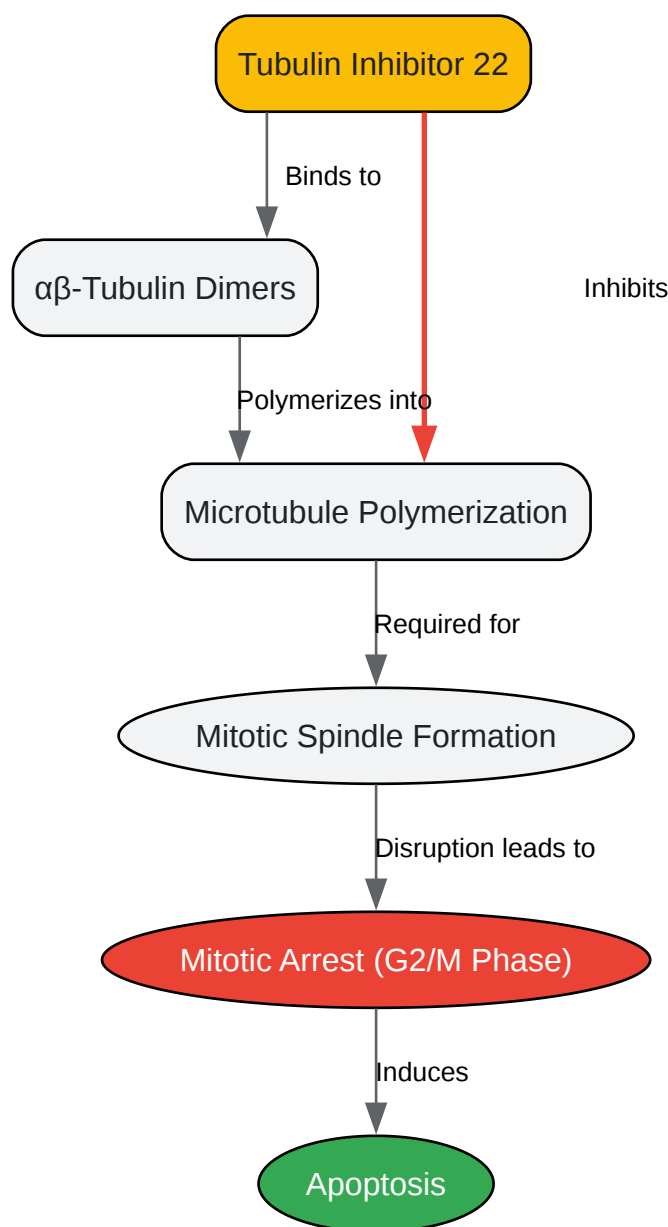 Tubulin Inhibitor 22
Binds to
αβ-Tubulin Dimers
Inhibits
Polymerizes into
Microtubule Polymerization
Required for
Mitotic Spindle Formation
Disruption leads to
Mitotic Arrest (G2/M Phase)
Induces
Apoptosis